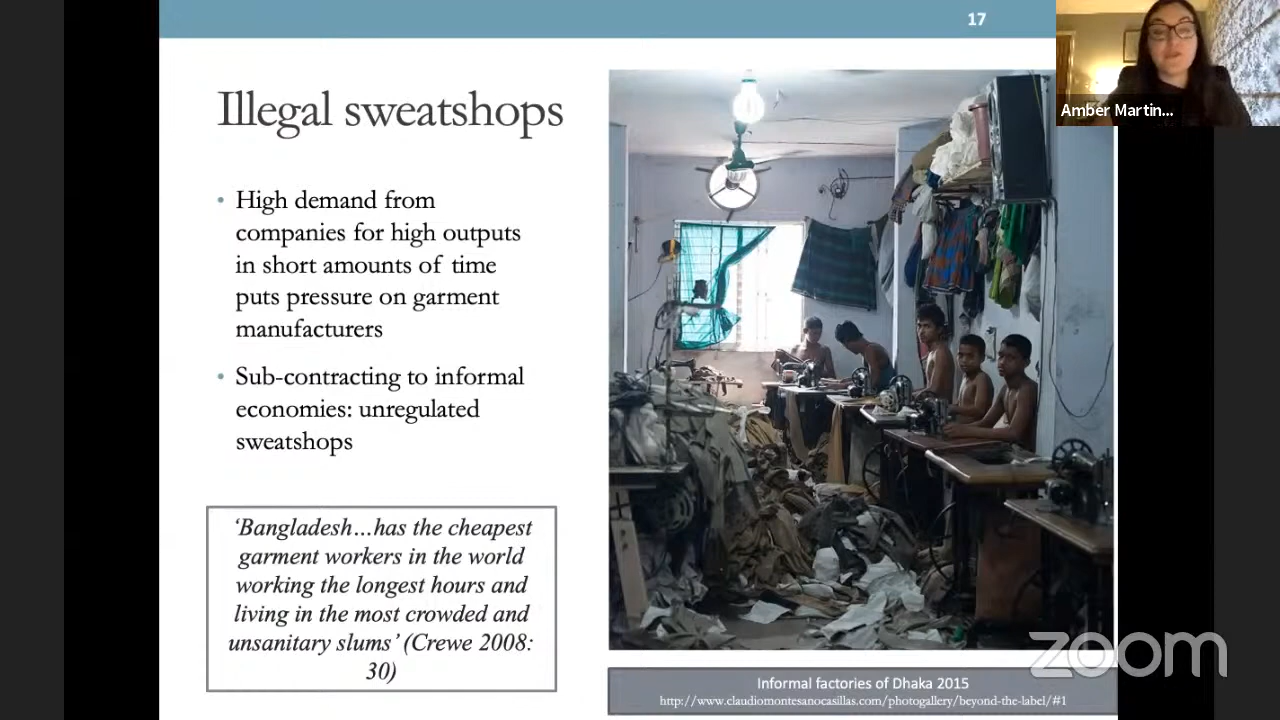 17
Illegal sweatshops
• High demand from
companies for high outputs
in short amounts of time
puts pressure on garment
manufacturers
• Sub-contracting to informal
economies: unregulated
sweatshops
‘Bangladesh…has the cheapest
garment workers in the world
working the longest hours and
living in the most crowded and
unsanitary slums’ (Crewe 2008:
30)
Informal factories of Dhaka 2015
http://www.claudiomontesanocasillas.com/photogallery/beyond-the-label/#1
Amber Martin...
zoom